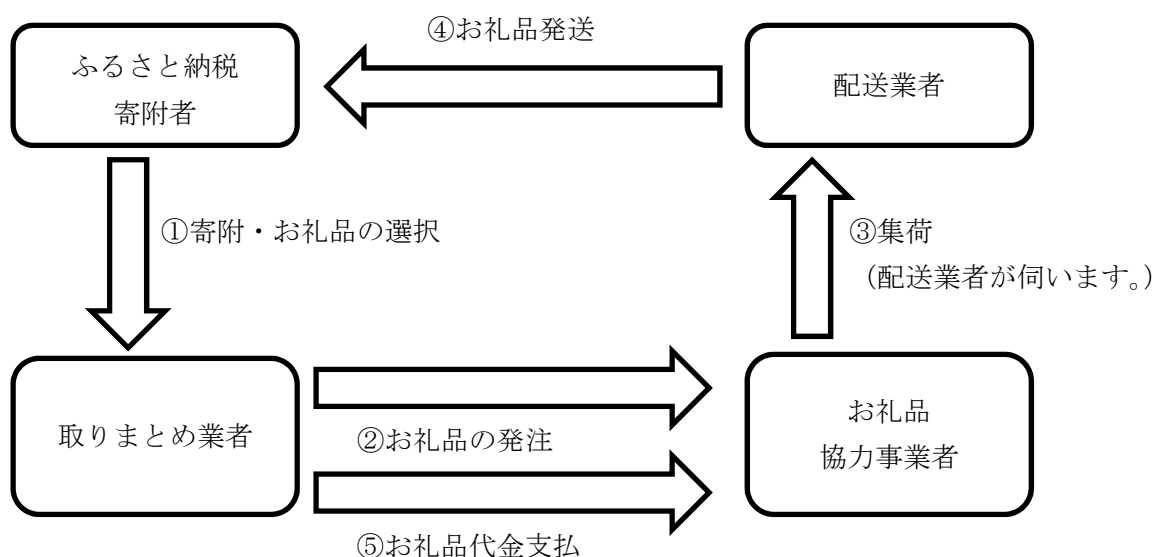 ④お礼品発送
ふるさと納税
寄附者
配送業者
①寄附・お礼品の選択
③集荷
（配送業者が伺います。）
取りまとめ業者
②お礼品の発注
お礼品
協力事業者
⑤お礼品代金支払